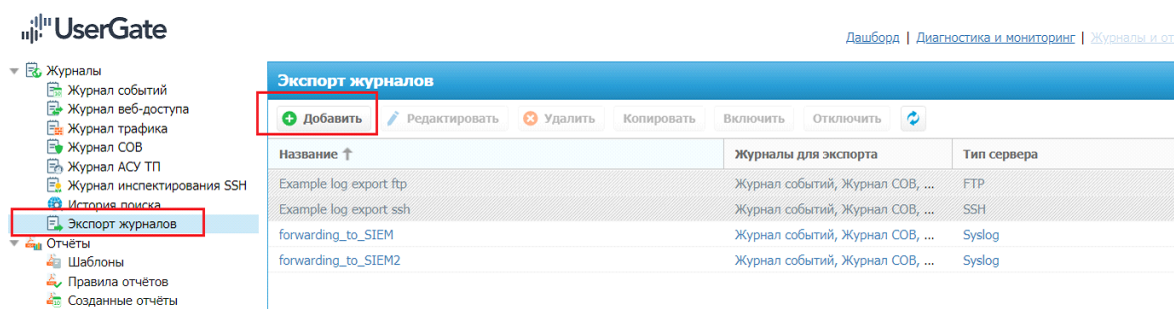 UserGate
Дашборд | Диагностика и мониторинг | Журналы и от
Журналы
Журнал событий
Журнал веб-доступа
Журнал трафика
Журнал СОВ
Журнал АСУ ТП
Журнал инспектирования SSH
История поиска
Экспорт журналов
Отчёты
Шаблоны
Правила отчётов
Созданные отчёты
Экспорт журналов
Добавить Редактировать Удалить Копировать Включить Отключить
Название Журналы для экспорта Тип сервера
Example log export ftp Журнал событий, Журнал СОВ, ... FTP
Example log export ssh Журнал событий, Журнал СОВ, ... SSH
forwarding_to_SIEM Журнал событий, Журнал СОВ, ... Syslog
forwarding_to_SIEM2 Журнал событий, Журнал СОВ, ... Syslog